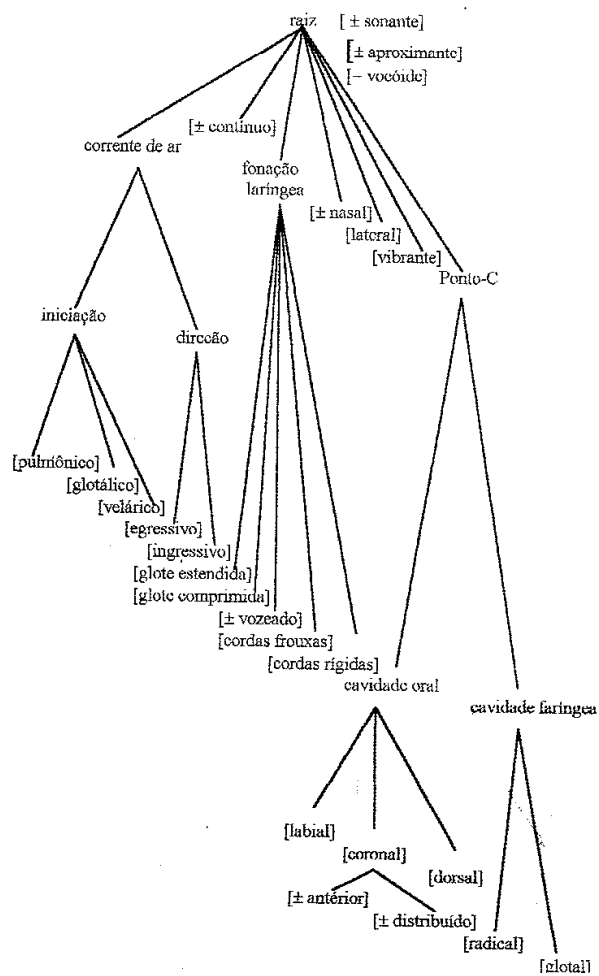 raiz [ ± sonante]
[± aproximante]
[− vocóide]
[± contínuo]
corrente de ar
fonação
laríngea
[± nasal]
[lateral]
[vibrante]
Ponto-C
iniciação
direcão
[pulmônico]
[glotálico]
[velárico]
[egressivo]
[ingressivo]
[glote estendida]
[glote comprimida]
[± vozeado]
[cordas frouxas]
[cordas rígidas]
cavidade oral
cavidade faríngea
[labial]
[coronal]
[dorsal]
[± antérior]
[± distribuído]
[radical]
[glotal]